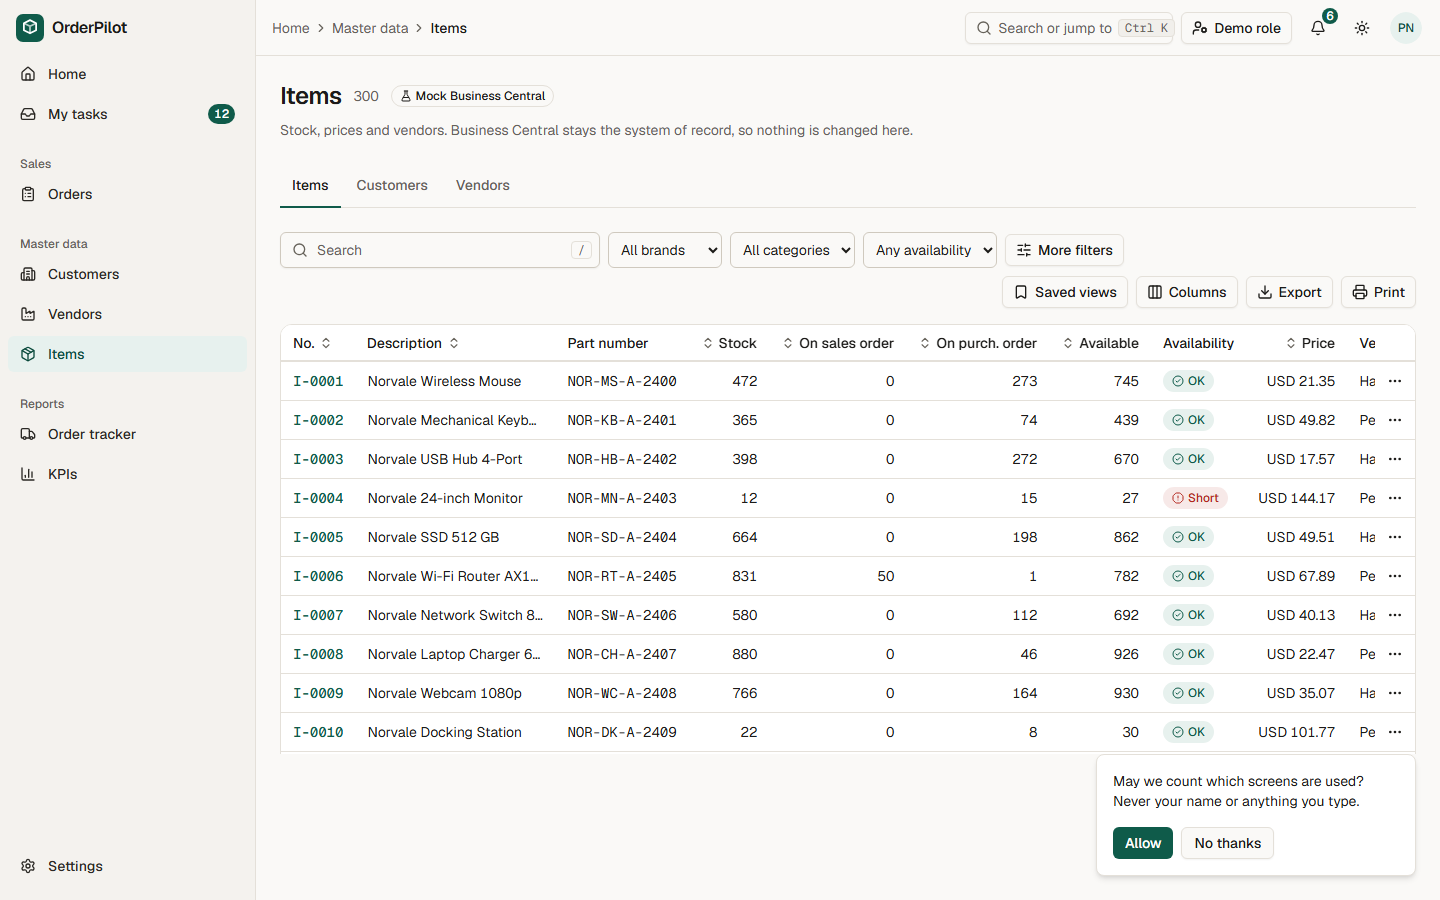 OrderPilot
Home
My tasks 12
Sales
Orders
Master data
Customers
Vendors
Items
Reports
Order tracker
KPIs
Settings
Home Master data Items
Search or jump to Ctrl K
Demo role
6
PN
Items 300 Mock Business Central
Stock, prices and vendors. Business Central stays the system of record, so nothing is changed here.
Items Customers Vendors
Search / All brands All categories Any availability More filters
Saved views Columns Export Print
No. Description Part number Stock On sales order On purch. order Available Availability Price Ve
I-0001 Norvale Wireless Mouse NOR-MS-A-2400 472 0 273 745 OK USD 21.35 Ha
I-0002 Norvale Mechanical Keyb… NOR-KB-A-2401 365 0 74 439 OK USD 49.82 Pe
I-0003 Norvale USB Hub 4-Port NOR-HB-A-2402 398 0 272 670 OK USD 17.57 Ha
I-0004 Norvale 24-inch Monitor NOR-MN-A-2403 12 0 15 27 Short USD 144.17 Pe
I-0005 Norvale SSD 512 GB NOR-SD-A-2404 664 0 198 862 OK USD 49.51 Ha
I-0006 Norvale Wi-Fi Router AX1… NOR-RT-A-2405 831 50 1 782 OK USD 67.89 Pe
I-0007 Norvale Network Switch 8… NOR-SW-A-2406 580 0 112 692 OK USD 40.13 Ha
I-0008 Norvale Laptop Charger 6… NOR-CH-A-2407 880 0 46 926 OK USD 22.47 Pe
I-0009 Norvale Webcam 1080p NOR-WC-A-2408 766 0 164 930 OK USD 35.07 Ha
I-0010 Norvale Docking Station NOR-DK-A-2409 22 0 8 30 OK USD 101.77 Pe
May we count which screens are used?
Never your name or anything you type.
Allow No thanks